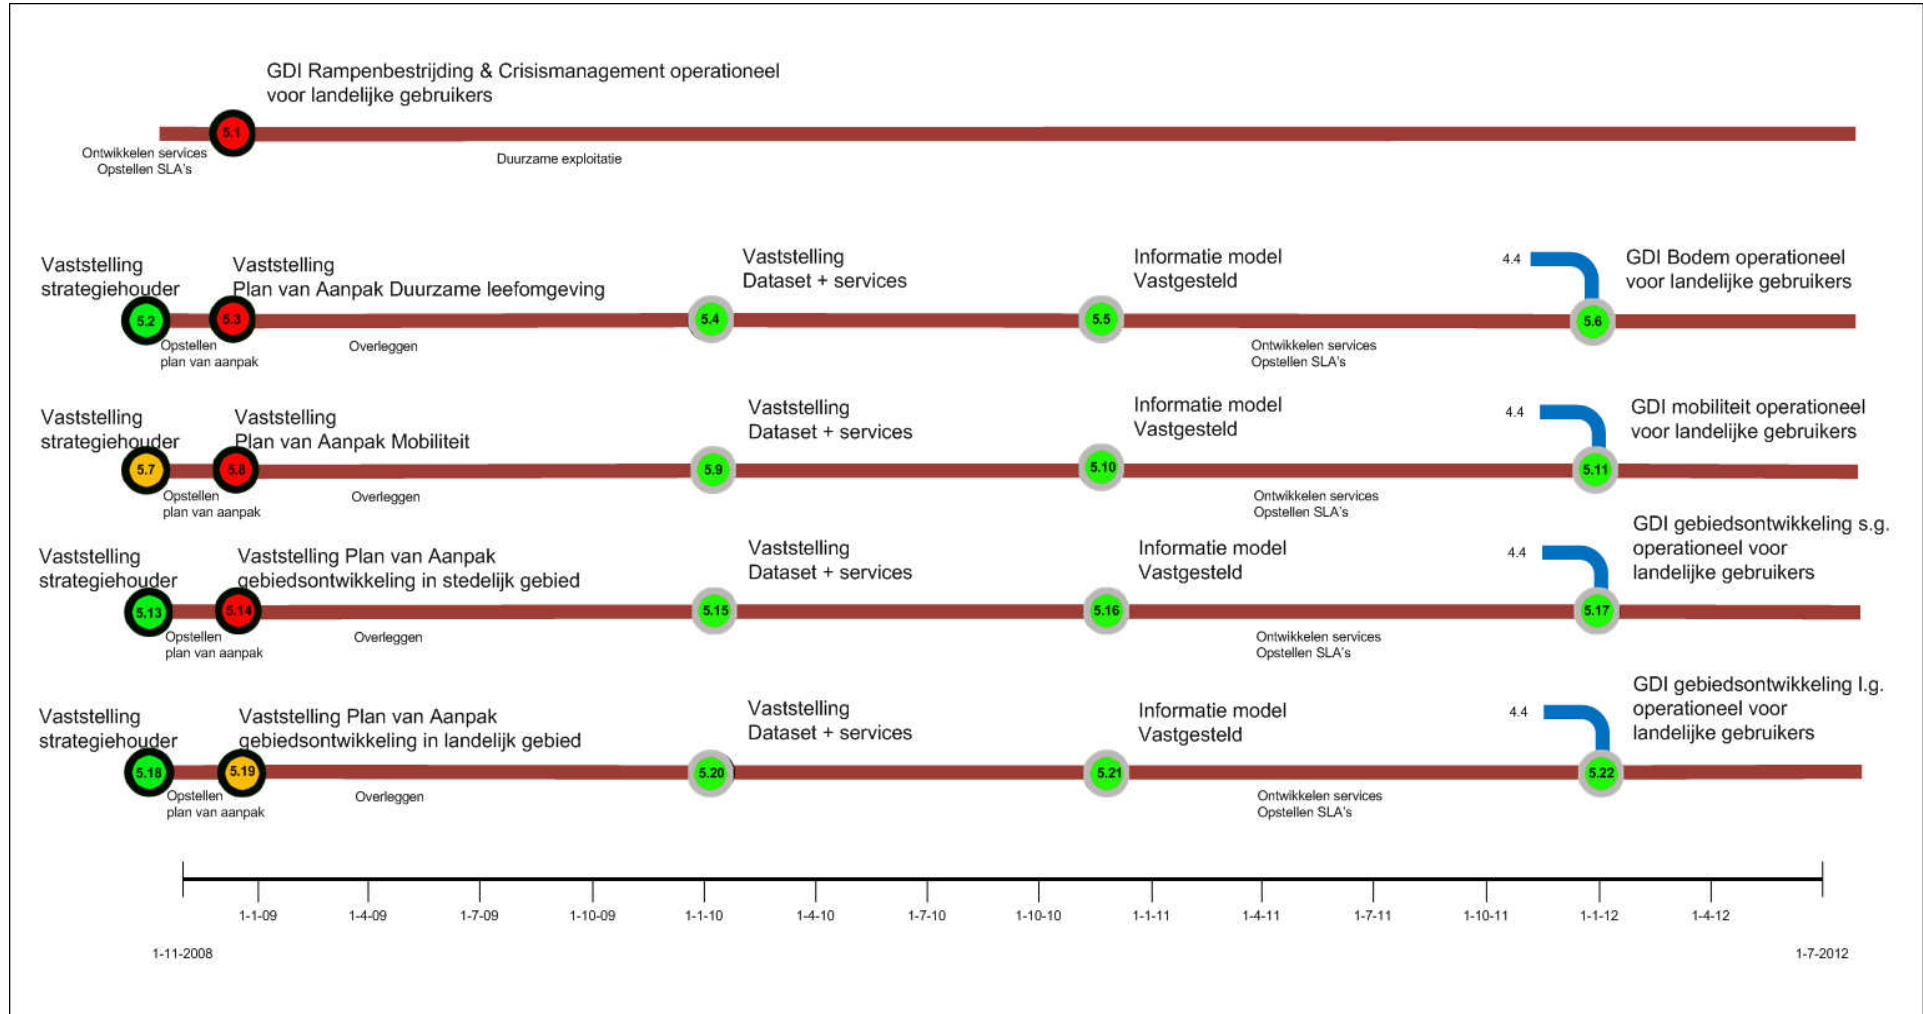 GDI Rampenbestrijding & Crisismanagement operationeel
voor landelijke gebruikers
5.1
Ontwikkelen services
Opstellen SLA's
Duurzame exploitatie
Vaststelling
strategiehouder
Vaststelling
Plan van Aanpak Duurzame leefomgeving
Vaststelling
Dataset + services
Informatie model
Vastgesteld
4.4
GDI Bodem operationeel
voor landelijke gebruikers
5.2
5.3
5.4
5.5
5.6
Opstellen
plan van aanpak
Overleggen
Ontwikkelen services
Opstellen SLA's
Vaststelling
strategiehouder
Vaststelling
Plan van Aanpak Mobiliteit
Vaststelling
Dataset + services
Informatie model
Vastgesteld
4.4
GDI mobiliteit operationeel
voor landelijke gebruikers
5.7
5.8
5.9
5.10
5.11
Opstellen
plan van aanpak
Overleggen
Ontwikkelen services
Opstellen SLA's
Vaststelling
strategiehouder
Vaststelling Plan van Aanpak
gebiedsontwikkeling in stedelijk gebied
Vaststelling
Dataset + services
Informatie model
Vastgesteld
4.4
GDI gebiedsontwikkeling s.g.
operationeel voor
landelijke gebruikers
5.13
5.14
5.15
5.16
5.17
Opstellen
plan van aanpak
Overleggen
Ontwikkelen services
Opstellen SLA's
Vaststelling
strategiehouder
Vaststelling Plan van Aanpak
gebiedsontwikkeling in landelijk gebied
Vaststelling
Dataset + services
Informatie model
Vastgesteld
4.4
GDI gebiedsontwikkeling l.g.
operationeel voor
landelijke gebruikers
5.18
5.19
5.20
5.21
5.22
Opstellen
plan van aanpak
Overleggen
Ontwikkelen services
Opstellen SLA's
1-1-09
1-4-09
1-7-09
1-10-09
1-1-10
1-4-10
1-7-10
1-10-10
1-1-11
1-4-11
1-7-11
1-10-11
1-1-12
1-4-12
1-11-2008
1-7-2012